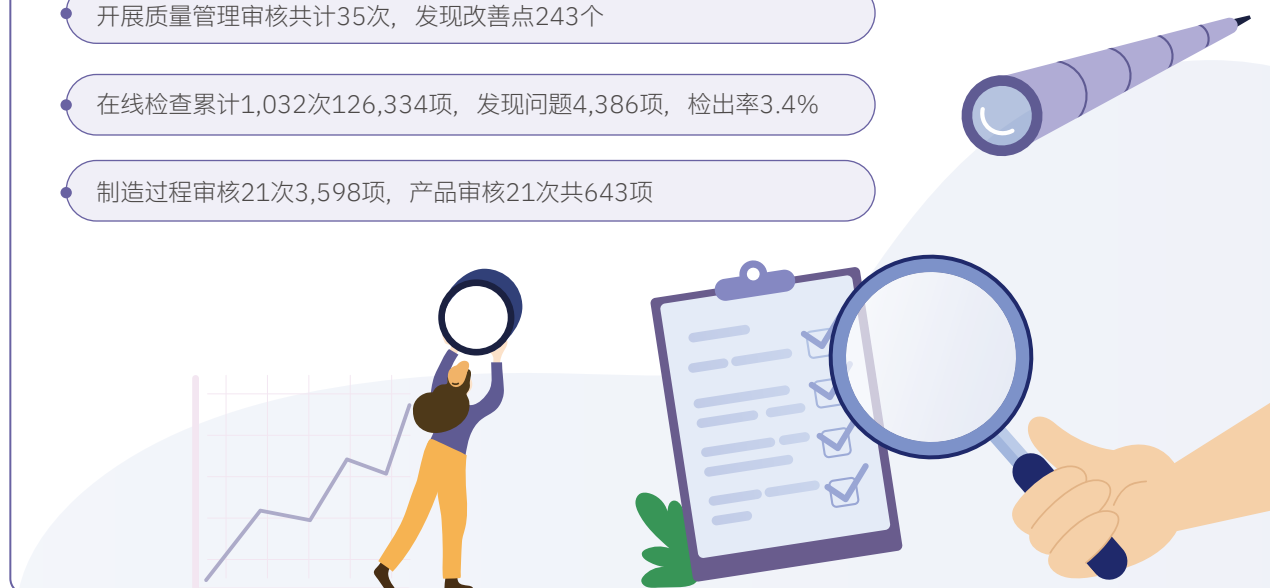 开展质量管理审核共计35次，发现改善点243个
在线检查累计1,032次126,334项，发现问题4,386项，检出率3.4%
制造过程审核21次3,598项，产品审核21次共643项